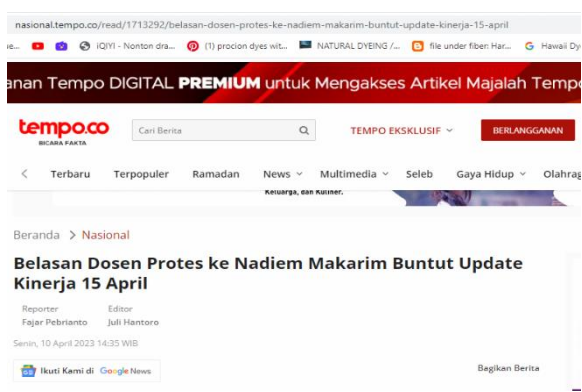 nasional.tempo.co/read/1713292/belasan-dosen-protes-ke-nadiem-makarim-buntut-update-kinerja-15-april
iQIYI - Nonton dra... (1) procion dyes wit... NATURAL DYEING /... file under fiber: Har... Hawaii Dy
anan Tempo DIGITAL PREMIUM untuk Mengakses Artikel Majalah Tempo
tempo.co
BICARA FAKTA
Cari Berita
TEMPO EKSKLUSIF
BERLANGGANAN
Terbaru Terpopuler Ramadan News Multimedia Seleb Gaya Hidup Olahrag
Keluarga, dan Kuliner.
Beranda > Nasional
Belasan Dosen Protes ke Nadiem Makarim Buntut Update
Kinerja 15 April
Reporter Editor
Fajar Pebrianto Juli Hantoro
Senin, 10 April 2023 14:35 WIB
Ikuti Kami di Google News
Bagikan Berita